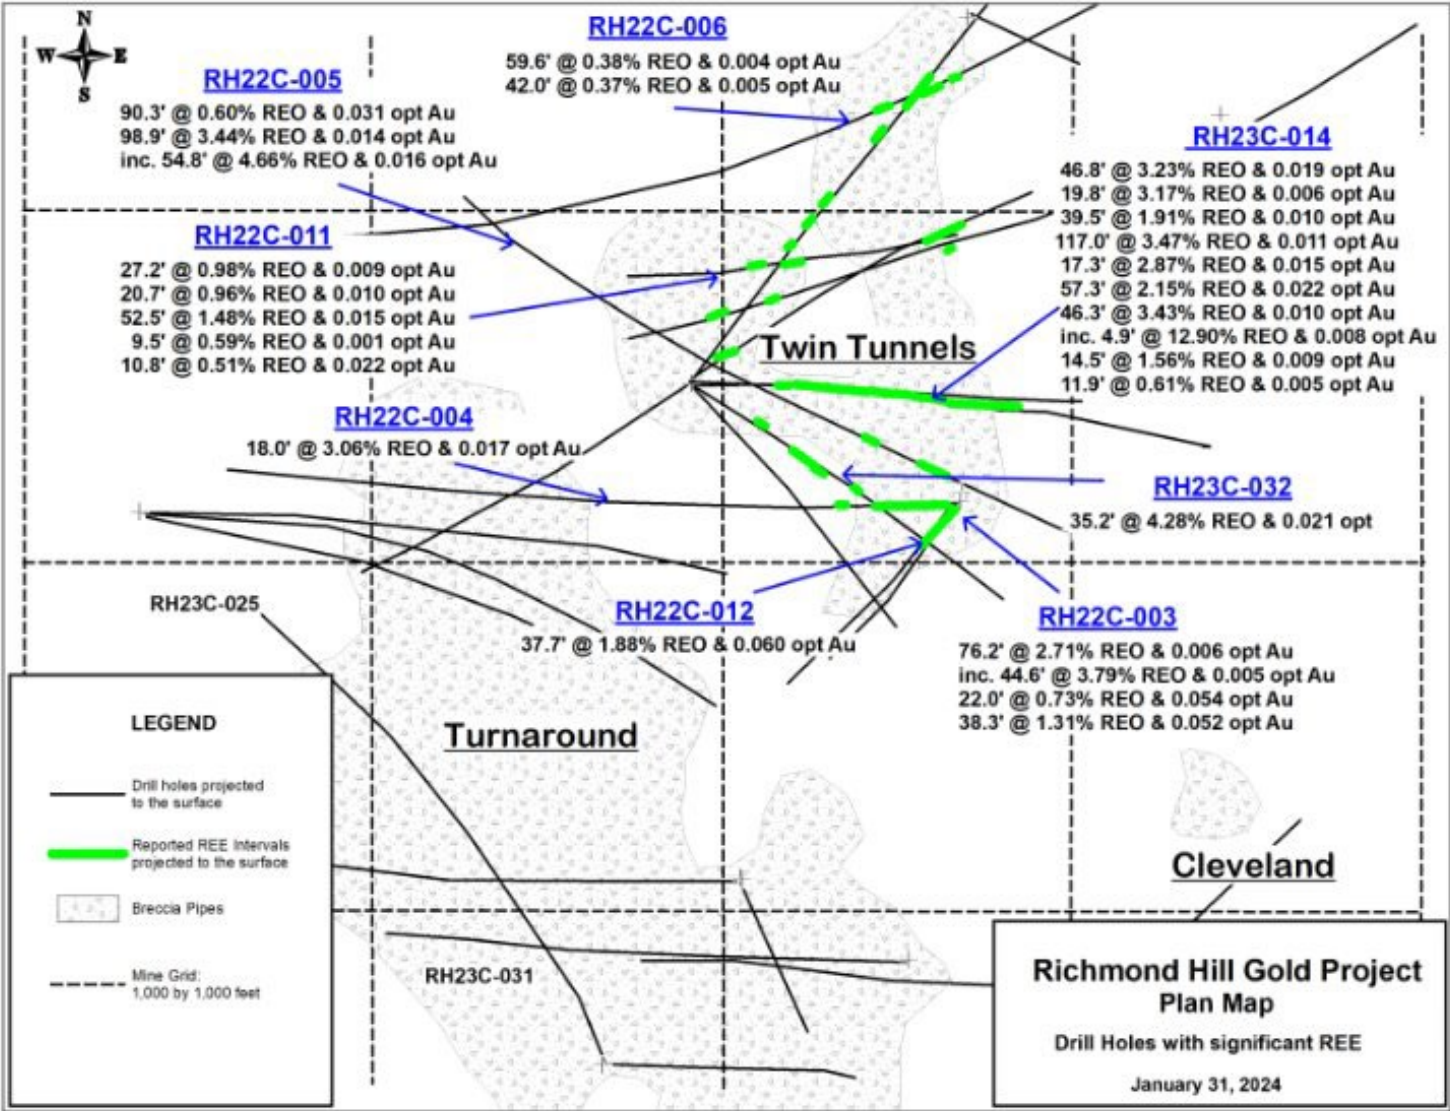 N
W E
S
RH22C-006
59.6' @ 0.38% REO & 0.004 opt Au
42.0' @ 0.37% REO & 0.005 opt Au
RH22C-005
90.3' @ 0.60% REO & 0.031 opt Au
98.9' @ 3.44% REO & 0.014 opt Au
inc. 54.8' @ 4.66% REO & 0.016 opt Au
RH23C-014
46.8' @ 3.23% REO & 0.019 opt Au
19.8' @ 3.17% REO & 0.006 opt Au
39.5' @ 1.91% REO & 0.010 opt Au
117.0' @ 3.47% REO & 0.011 opt Au
17.3' @ 2.87% REO & 0.015 opt Au
57.3' @ 2.15% REO & 0.022 opt Au
46.3' @ 3.43% REO & 0.010 opt Au
inc. 4.9' @ 12.90% REO & 0.008 opt Au
14.5' @ 1.56% REO & 0.009 opt Au
11.9' @ 0.61% REO & 0.005 opt Au
RH22C-011
27.2' @ 0.98% REO & 0.009 opt Au
20.7' @ 0.96% REO & 0.010 opt Au
52.5' @ 1.48% REO & 0.015 opt Au
9.5' @ 0.59% REO & 0.001 opt Au
10.8' @ 0.51% REO & 0.022 opt Au
Twin Tunnels
RH22C-004
18.0' @ 3.06% REO & 0.017 opt Au
RH23C-032
35.2' @ 4.28% REO & 0.021 opt
RH23C-025
RH22C-012
37.7' @ 1.88% REO & 0.060 opt Au
RH22C-003
76.2' @ 2.71% REO & 0.006 opt Au
inc. 44.6' @ 3.79% REO & 0.005 opt Au
22.0' @ 0.73% REO & 0.054 opt Au
38.3' @ 1.31% REO & 0.052 opt Au
Turnaround
Cleveland
RH23C-031
LEGEND
Drill holes projected
to the surface
Reported REE Intervals
projected to the surface
Breccia Pipes
Mine Grid:
1,000 by 1,000 feet
Richmond Hill Gold Project
Plan Map
Drill Holes with significant REE
January 31, 2024